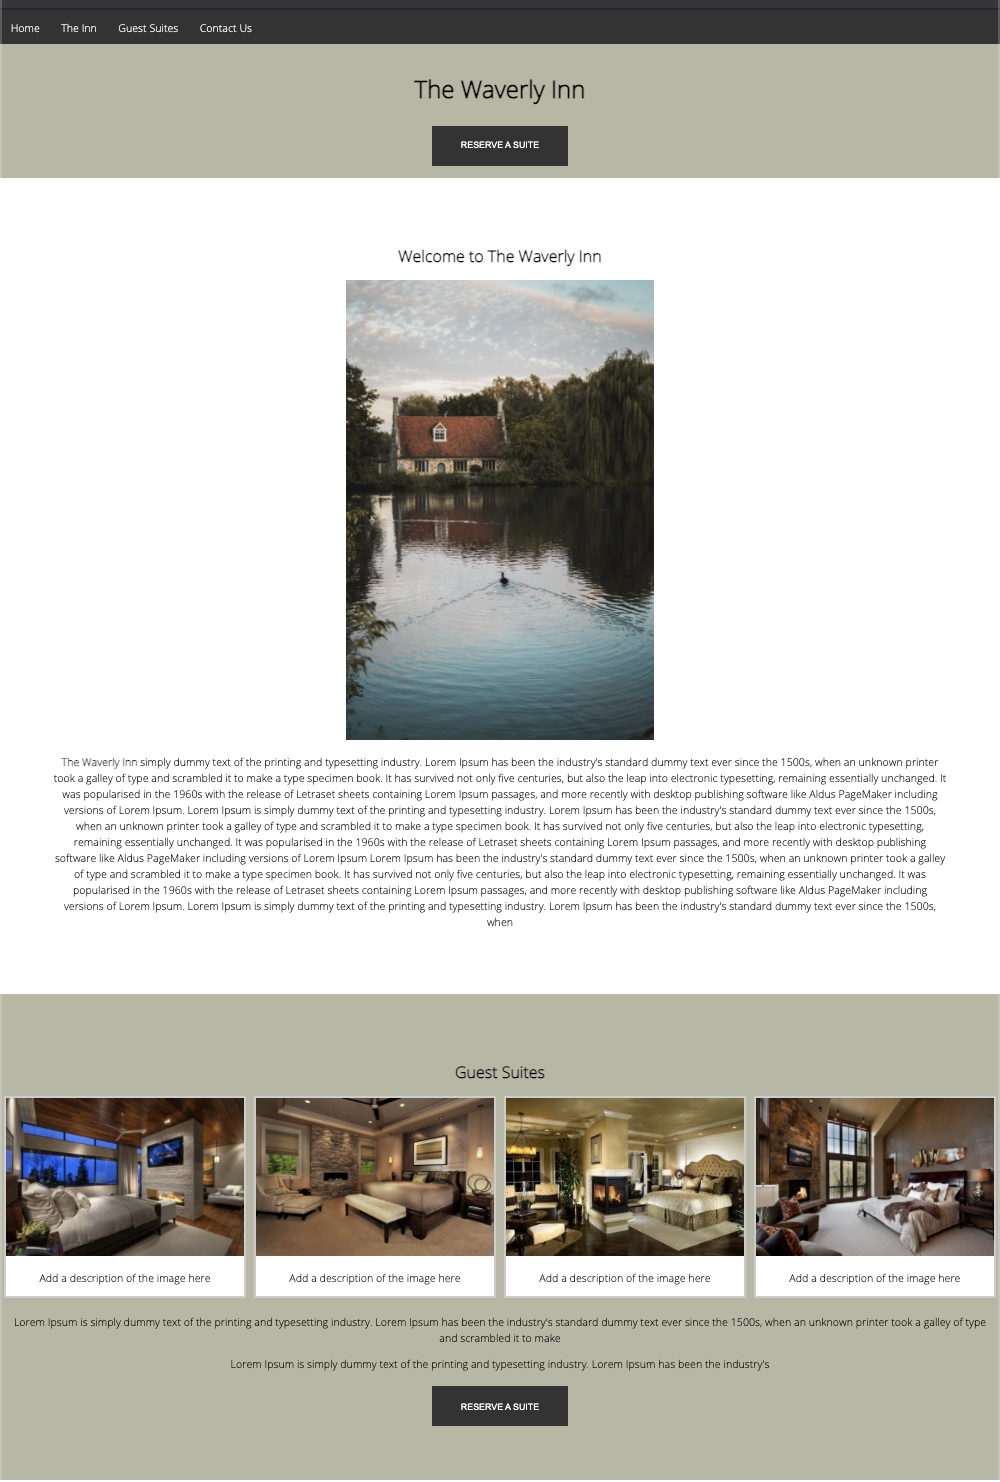 Home The Inn Guest Suites Contact Us
The Waverly Inn
RESERVE A SUITE
Welcome to The Waverly Inn
The Waverly Inn simply dummy text of the printing and typesetting industry. Lorem Ipsum has been the industry's standard dummy text ever since the 1500s, when an unknown printer
took a galley of type and scrambled it to make a type specimen book. It has survived not only five centuries, but also the leap into electronic typesetting, remaining essentially unchanged. It
was popularised in the 1960s with the release of Letraset sheets containing Lorem Ipsum passages, and more recently with desktop publishing software like Aldus PageMaker including
versions of Lorem Ipsum. Lorem Ipsum is simply dummy text of the printing and typesetting industry. Lorem Ipsum has been the industry's standard dummy text ever since the 1500s,
when an unknown printer took a galley of type and scrambled it to make a type specimen book. It has survived not only five centuries, but also the leap into electronic typesetting,
remaining essentially unchanged. It was popularised in the 1960s with the release of Letraset sheets containing Lorem Ipsum passages, and more recently with desktop publishing
software like Aldus PageMaker including versions of Lorem Ipsum Lorem Ipsum has been the industry's standard dummy text ever since the 1500s, when an unknown printer took a galley
of type and scrambled it to make a type specimen book. It has survived not only five centuries, but also the leap into electronic typesetting, remaining essentially unchanged. It was
popularised in the 1960s with the release of Letraset sheets containing Lorem Ipsum passages, and more recently with desktop publishing software like Aldus PageMaker including
versions of Lorem Ipsum. Lorem Ipsum is simply dummy text of the printing and typesetting industry. Lorem Ipsum has been the industry's standard dummy text ever since the 1500s,
when
Guest Suites
Add a description of the image here
Add a description of the image here
Add a description of the image here
Add a description of the image here
Lorem Ipsum is simply dummy text of the printing and typesetting industry. Lorem Ipsum has been the industry's standard dummy text ever since the 1500s, when an unknown printer took a galley of type
and scrambled it to make
Lorem Ipsum is simply dummy text of the printing and typesetting industry. Lorem Ipsum has been the industry's
RESERVE A SUITE